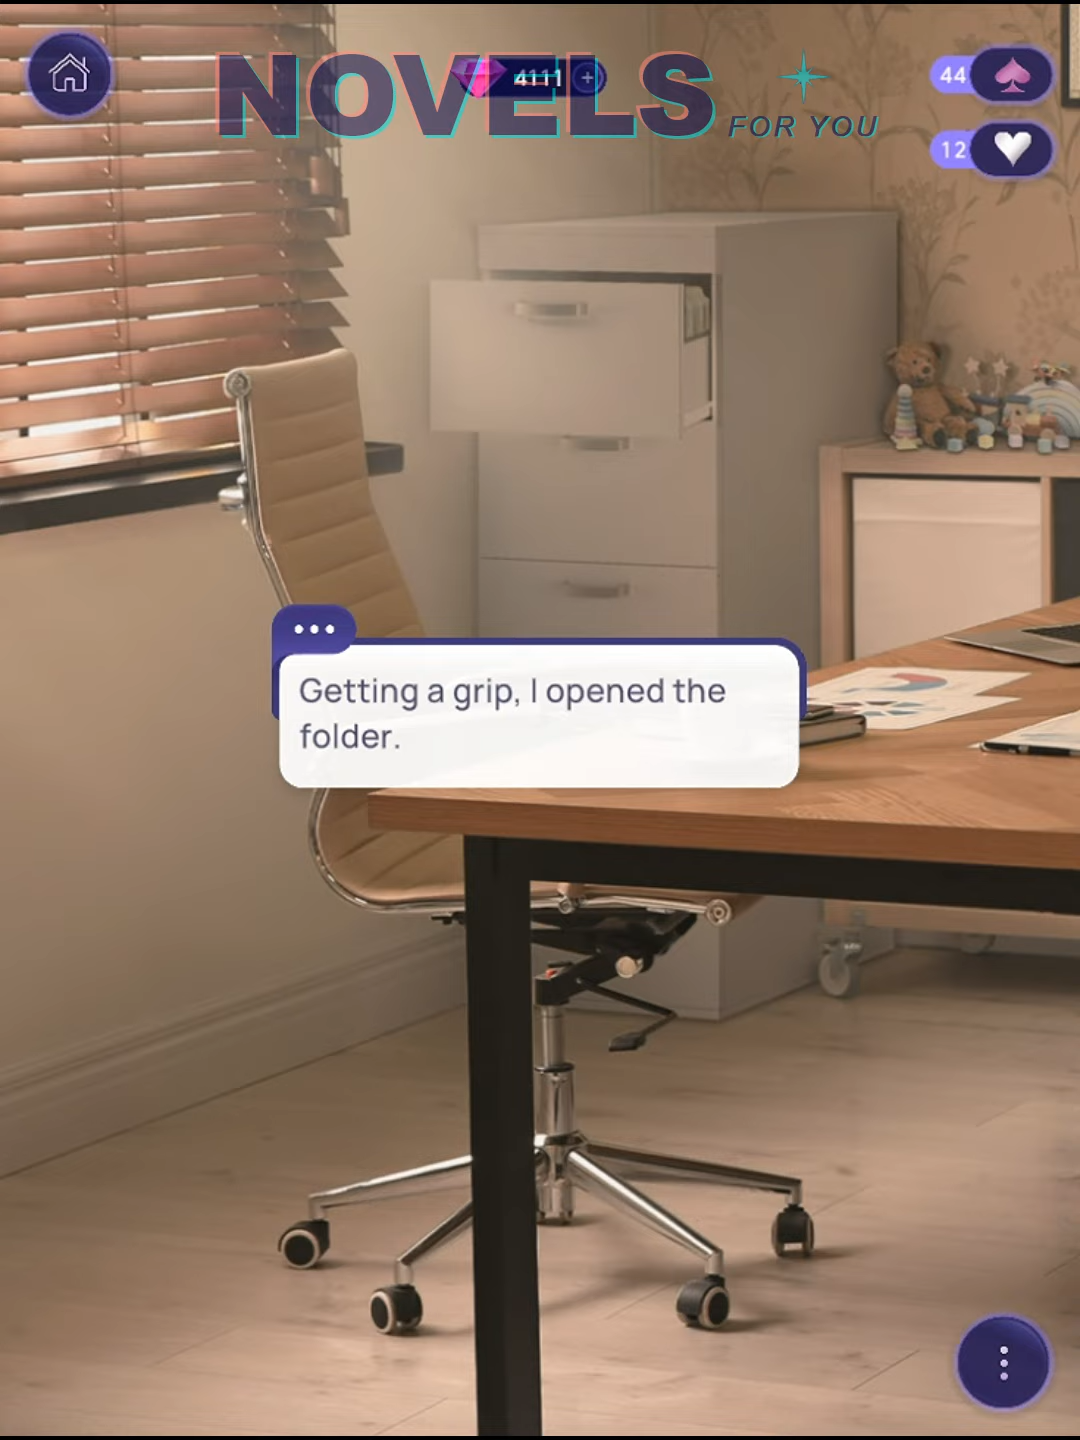 NOVELS
FOR YOU
4111
44
12
Getting a grip, I opened the
folder.